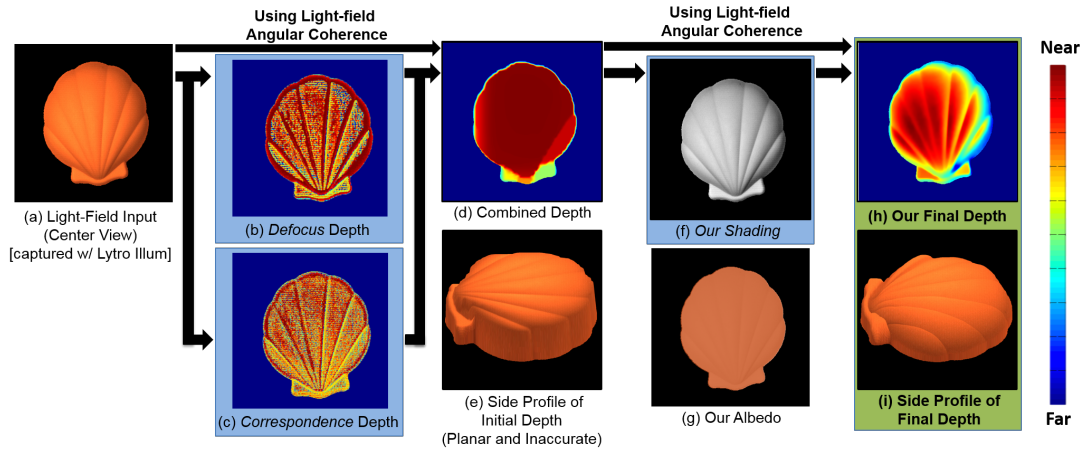 Using Light-field
Angular Coherence
Using Light-field
Angular Coherence
(a) Light-Field Input
(Center View)
[captured w/ Lytro Illum]
(b) Defocus Depth
(c) Correspondence Depth
(d) Combined Depth
(e) Side Profile of
Initial Depth
(Planar and Inaccurate)
(f) Our Shading
(g) Our Albedo
(h) Our Final Depth
(i) Side Profile of
Final Depth
Near
Far